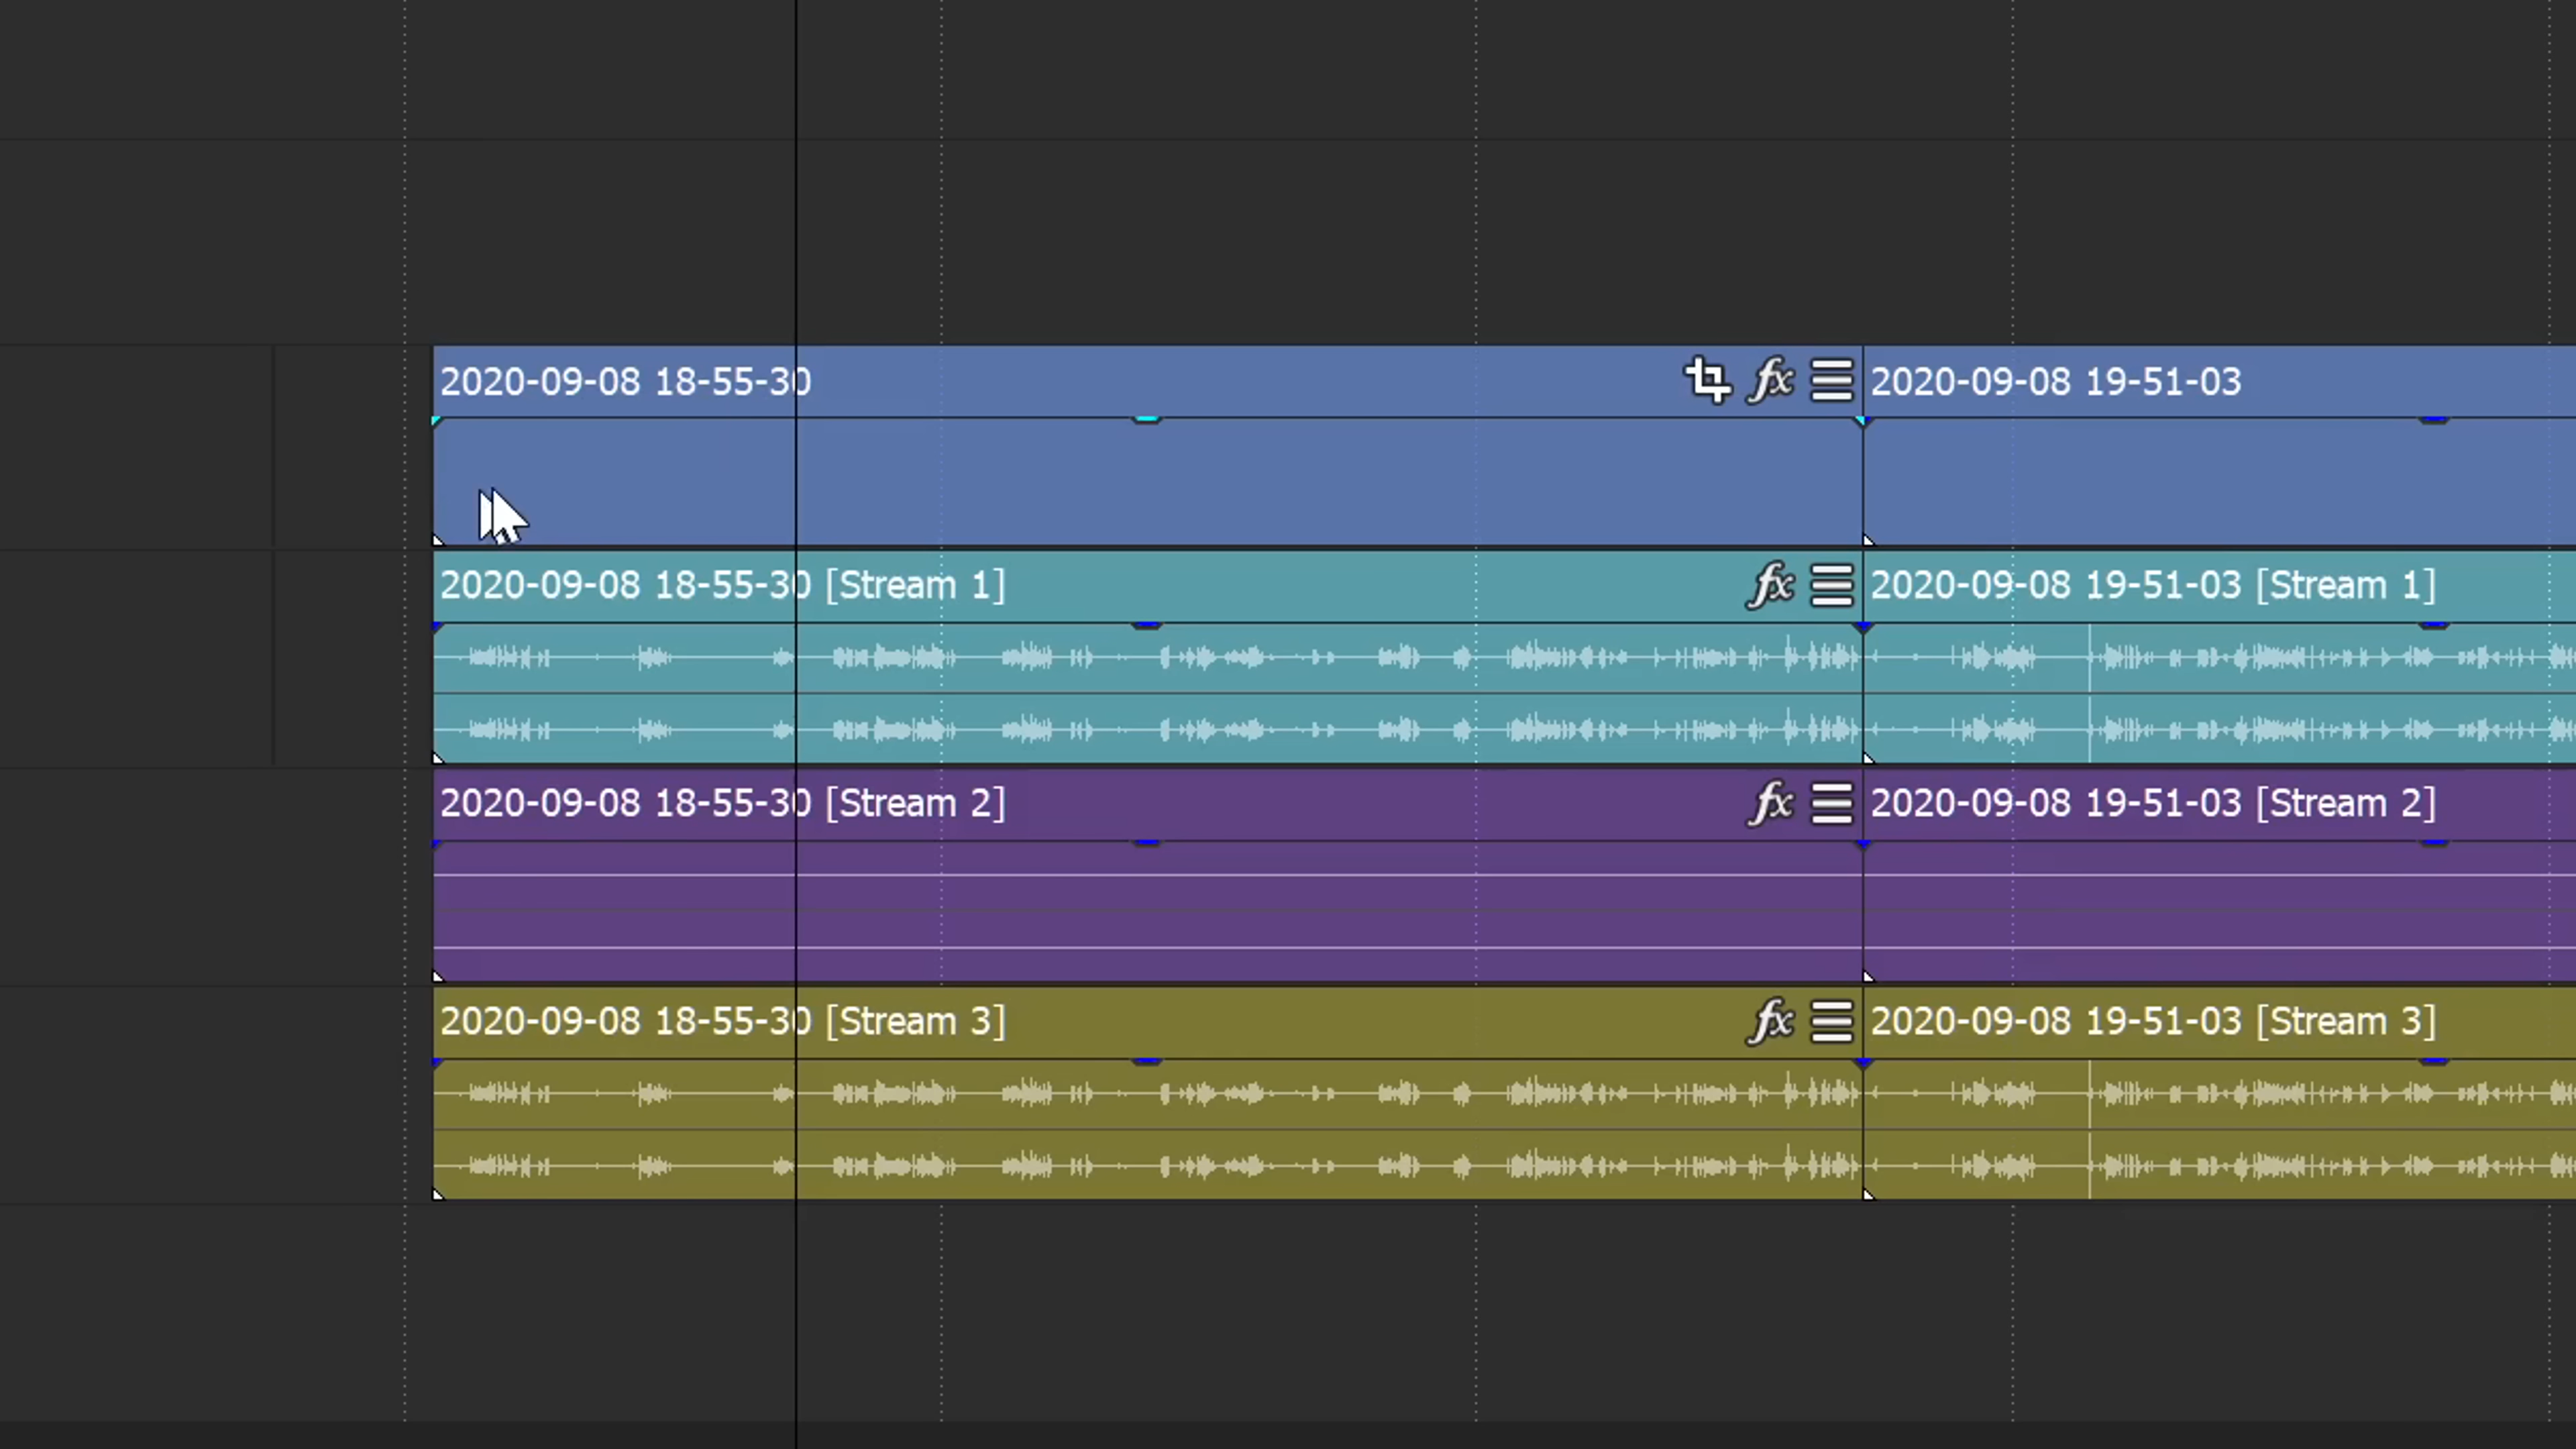 2020-09-08 18-55-30
2020-09-08 19-51-03
2020-09-08 18-55-30 [Stream 1]
2020-09-08 19-51-03 [Stream 1]
2020-09-08 18-55-30 [Stream 2]
2020-09-08 19-51-03 [Stream 2]
2020-09-08 18-55-30 [Stream 3]
2020-09-08 19-51-03 [Stream 3]